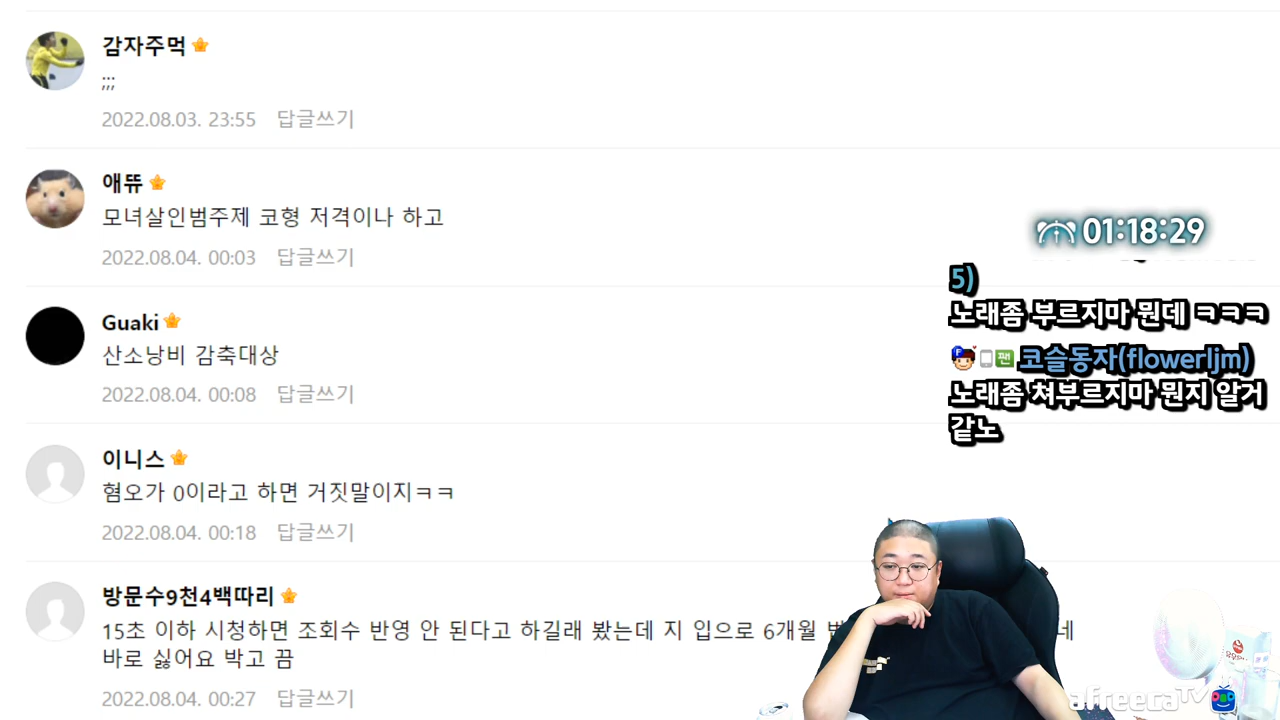 감자주먹
;;;
2022.08.03. 23:55 답글쓰기
애뜌
모녀살인범주제 코형 저격이나 하고
2022.08.04. 00:03 답글쓰기
Guaki
산소낭비 감축대상
2022.08.04. 00:08 답글쓰기
이니스
혐오가 0이라고 하면 거짓말이지ㅋㅋ
2022.08.04. 00:18 답글쓰기
방문수9천4백따리
15초 이하 시청하면 조회수 반영 안 된다고 하길래 봤는데 지 입으로 6개월 네
바로 싫어요 박고 끔
2022.08.04. 00:27 답글쓰기
01:18:29
5)
노래좀 부르지마 뭔데 ㅋㅋㅋ
팬 코슬동자(flowerljm)
노래좀 쳐부르지마 뭔지 알거
같노
afreecaTV